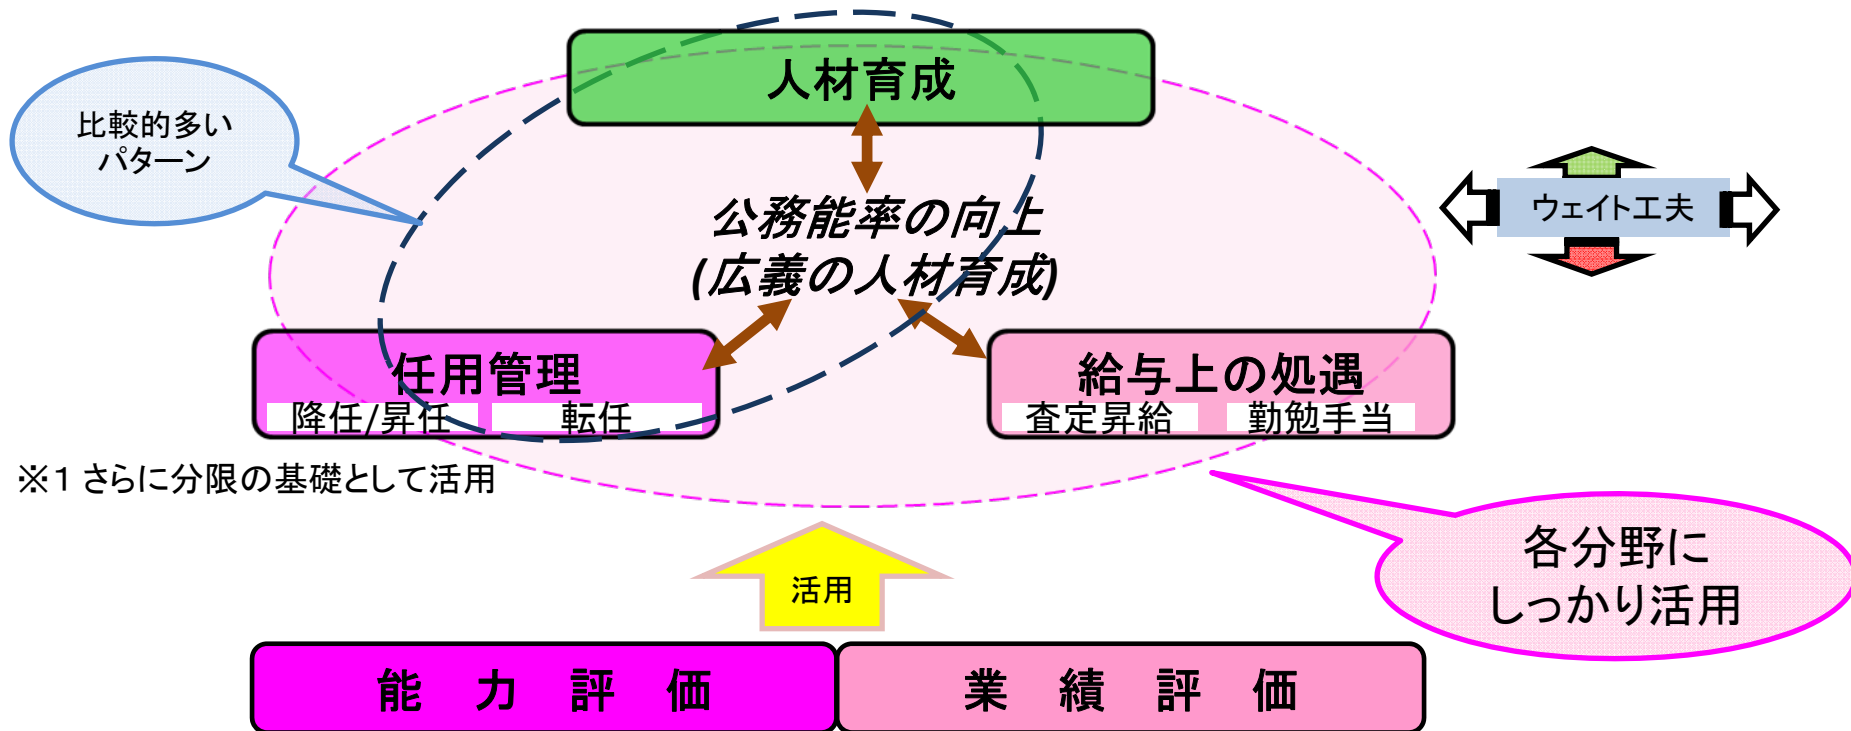 人材育成
比較的多い
パターン
公務能率の向上
(広義の人材育成)
ウェイト工夫
任用管理
降任/昇任 転任
給与上の処遇
査定昇給 勤勉手当
※1 さらに分限の基礎として活用
各分野に
しっかり活用
活用
能 力 評 価
業 績 評 価